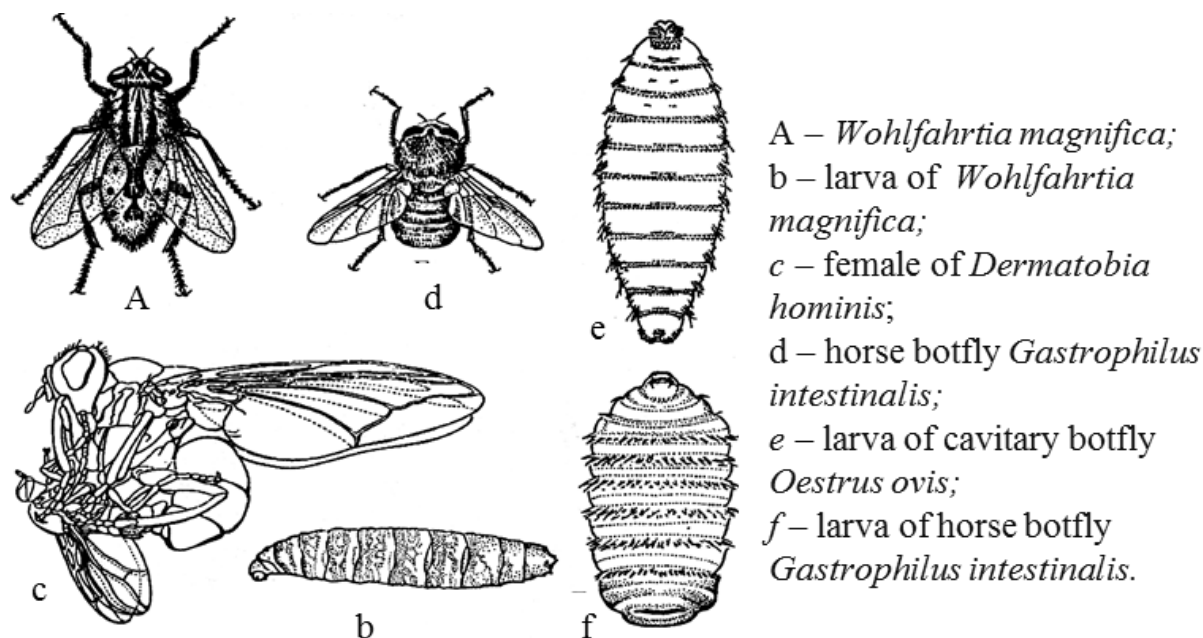 A
d
e
c
b
f
A – Wohlfahrtia magnifica;
b – larva of Wohlfahrtia
magnifica;
c – female of Dermatobia
hominis;
d – horse botfly Gastrophilus
intestinalis;
e – larva of cavitary botfly
Oestrus ovis;
f – larva of horse botfly
Gastrophilus intestinalis.